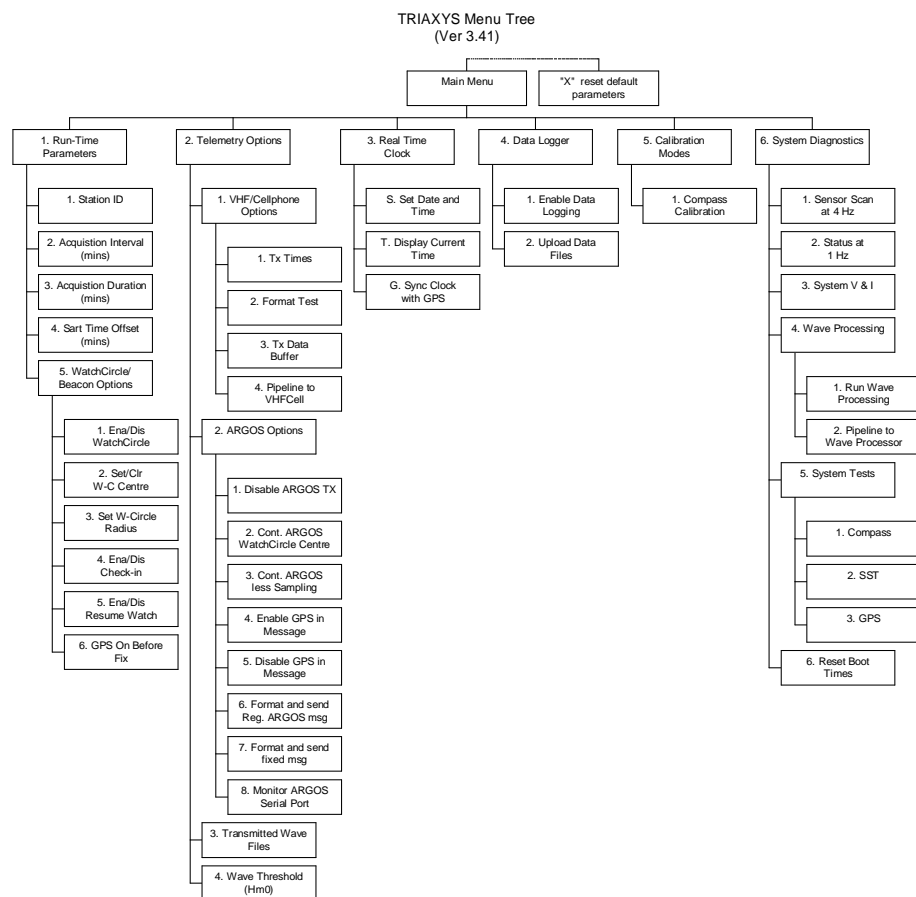 TRIAXYS Menu Tree
(Ver 3.41)
Main Menu
"X" reset default
parameters
1. Run-Time
Parameters
1. Station ID
2. Acquistion Interval
(mins)
3. Acquistion Duration
(mins)
4. Sart Time Offset
(mins)
5. WatchCircle/
Beacon Options
1. Ena/Dis
WatchCircle
2. Set/Clr
W-C Centre
3. Set W-Circle
Radius
4. Ena/Dis
Check-in
5. Ena/Dis
Resume Watch
6. GPS On Before
Fix
2. Telemetry Options
1. VHF/Cellphone
Options
1. Tx Times
2. Format Test
3. Tx Data
Buffer
4. Pipeline to
VHFCell
2. ARGOS Options
1. Disable ARGOS TX
2. Cont. ARGOS
WatchCircle Centre
3. Cont. ARGOS
less Sampling
4. Enable GPS in
Message
5. Disable GPS in
Message
6. Format and send
Reg. ARGOS msg
7. Format and send
fixed msg
8. Monitor ARGOS
Serial Port
3. Transmitted Wave
Files
4. Wave Threshold
(Hm0)
3. Real Time
Clock
S. Set Date and
Time
T. Display Current
Time
G. Sync Clock
with GPS
4. Data Logger
1. Enable Data
Logging
2. Upload Data
Files
5. Calibration
Modes
1. Compass
Calibration
6. System Diagnostics
1. Sensor Scan
at 4 Hz
2. Status at
1 Hz
3. System V & I
4. Wave Processing
1. Run Wave
Processing
2. Pipeline to
Wave Processor
5. System Tests
1. Compass
2. SST
3. GPS
6. Reset Boot
Times